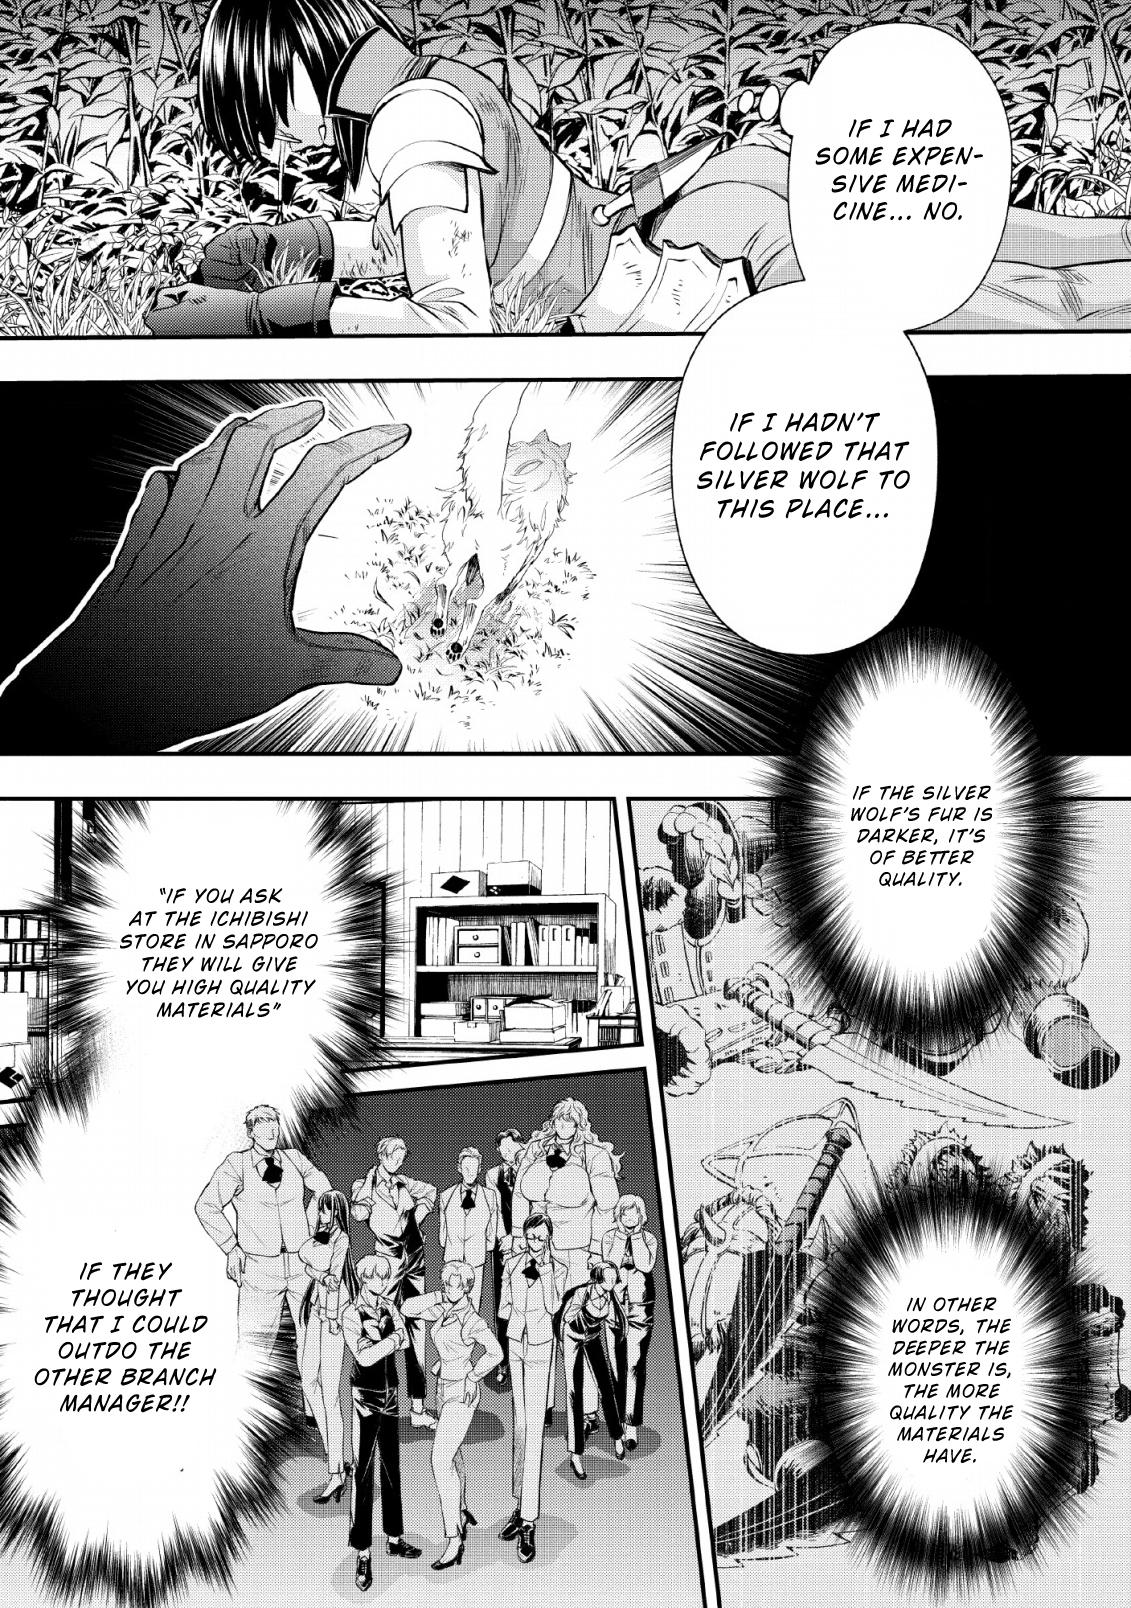 IF I HAD
SOME EXPEN-
SIVE MEDI-
CINE... NO.
IF I HADN'T
FOLLOWED THAT
SILVER WOLF TO
THIS PLACE...
IF THE SILVER
WOLF'S FUR IS
DARKER, IT'S
OF BETTER
QUALITY.
IN OTHER
WORDS, THE
DEEPER THE
MONSTER IS,
THE MORE
QUALITY THE
MATERIALS
HAVE.
"IF YOU ASK
AT THE ICHIBISHI
STORE IN SAPPORO
THEY WILL GIVE
YOU HIGH QUALITY
MATERIALS"
IF THEY
THOUGHT
THAT I COULD
OUTDO THE
OTHER BRANCH
MANAGER!!